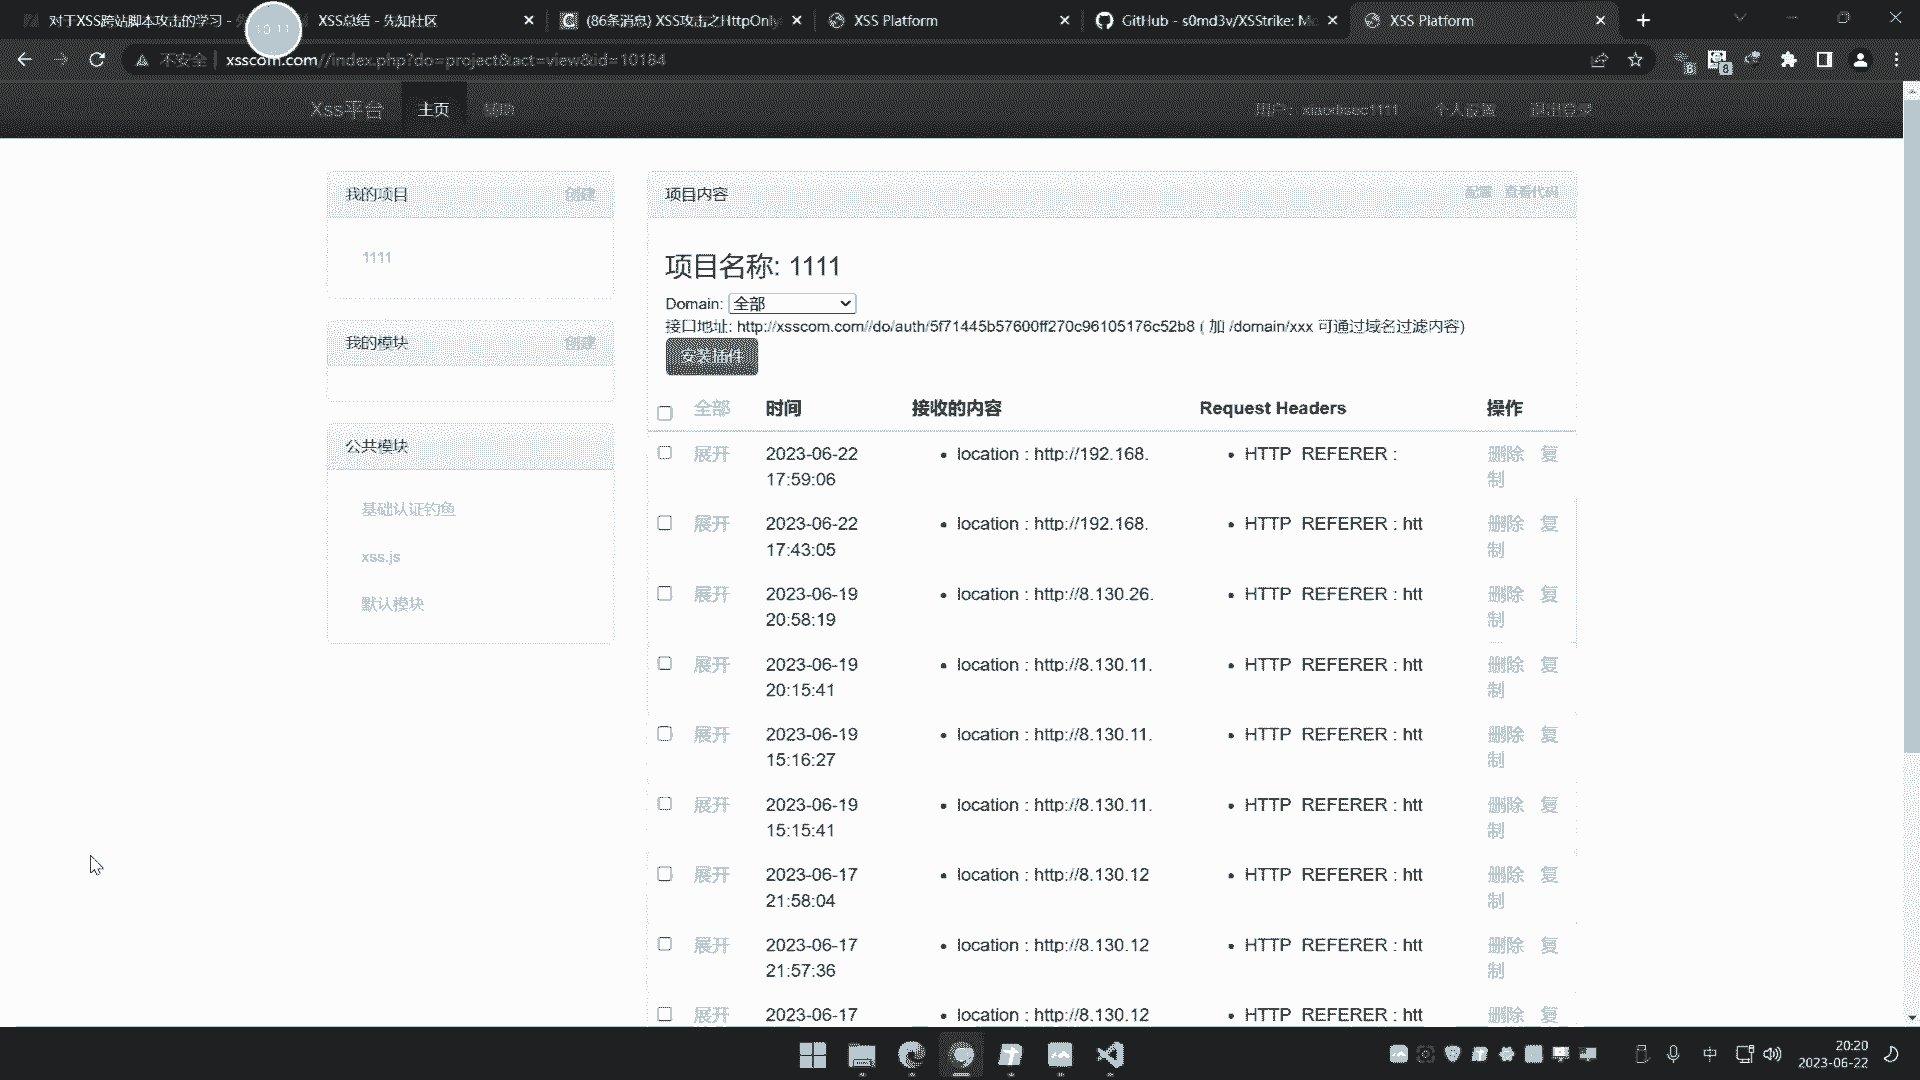 对于XSS跨站脚本攻击的学习 -
XSS总结 - 先知社区
(86条消息) XSS攻击之HttpOnly
XSS Platform
GitHub - s0md3v/XSStrike: Mo
XSS Platform
10:11
不安全
xsscom.com//index.php?do=project&act=view&id=10184
8
8
Xss平台
主页
辅助
用户: xiaodisec1111
个人设置
退出登录
我的项目
创建
1111
我的模块
创建
公共模块
基础认证钓鱼
xss.js
默认模块
项目内容
配置 查看代码
项目名称: 1111
Domain: 全部
接口地址: http://xsscom.com//do/auth/5f71445b57600ff270c96105176c52b8 ( 加 /domain/xxx 可通过域名过滤内容)
安装插件
全部 时间 接收的内容 Request Headers 操作
展开 2023-06-22 • location : http://192.168. • HTTP_REFERER : 删除 复
17:59:06 制
展开 2023-06-22 • location : http://192.168. • HTTP_REFERER : htt 删除 复
17:43:05 制
展开 2023-06-19 • location : http://8.130.26. • HTTP_REFERER : htt 删除 复
20:58:19 制
展开 2023-06-19 • location : http://8.130.11. • HTTP_REFERER : htt 删除 复
20:15:41 制
展开 2023-06-19 • location : http://8.130.11. • HTTP_REFERER : htt 删除 复
15:16:27 制
展开 2023-06-19 • location : http://8.130.11. • HTTP_REFERER : htt 删除 复
15:15:41 制
展开 2023-06-17 • location : http://8.130.12 • HTTP_REFERER : htt 删除 复
21:58:04 制
展开 2023-06-17 • location : http://8.130.12 • HTTP_REFERER : htt 删除 复
21:57:36 制
展开 2023-06-17 • location : http://8.130.12 • HTTP_REFERER : htt 删除 复
中
20:20
2023-06-22